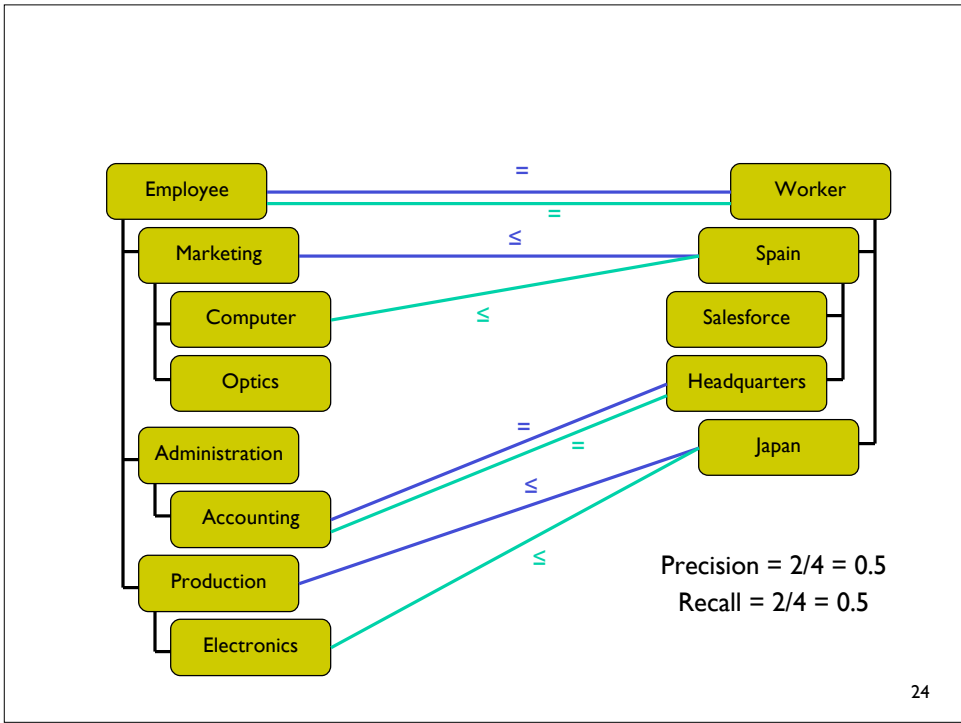 =
Employee
Worker
=
≤
Marketing
Spain
Computer
≤
Salesforce
Optics
Headquarters
=
=
Administration
Japan
≤
Accounting
≤
Production
Precision = 2/4 = 0.5
Recall = 2/4 = 0.5
Electronics
24